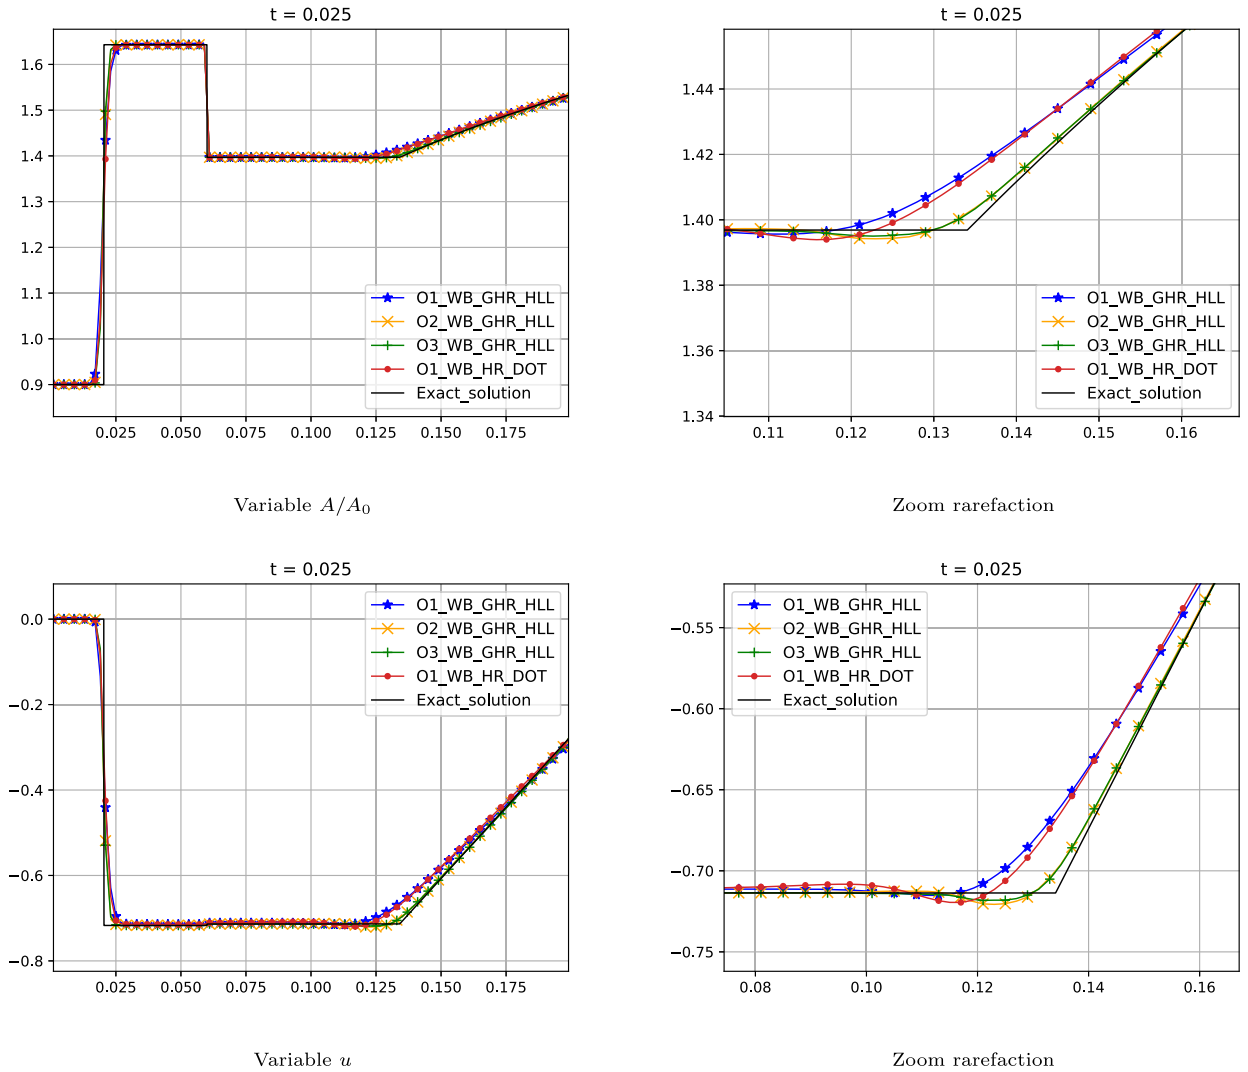 t = 0.025
1.6
1.5
1.4
1.3
1.2
1.1
1.0
0.9
O1_WB_GHR_HLL
O2_WB_GHR_HLL
O3_WB_GHR_HLL
O1_WB_HR_DOT
Exact_solution
0.025 0.050 0.075 0.100 0.125 0.150 0.175
Variable A/A0
t = 0.025
1.44
1.42
1.40
1.38
1.36
1.34
O1_WB_GHR_HLL
O2_WB_GHR_HLL
O3_WB_GHR_HLL
O1_WB_HR_DOT
Exact_solution
0.11 0.12 0.13 0.14 0.15 0.16
Zoom rarefaction
t = 0.025
0.0
−0.2
−0.4
−0.6
−0.8
O1_WB_GHR_HLL
O2_WB_GHR_HLL
O3_WB_GHR_HLL
O1_WB_HR_DOT
Exact_solution
0.025 0.050 0.075 0.100 0.125 0.150 0.175
Variable u
t = 0.025
O1_WB_GHR_HLL
O2_WB_GHR_HLL
O3_WB_GHR_HLL
O1_WB_HR_DOT
Exact_solution
−0.55
−0.60
−0.65
−0.70
−0.75
0.08 0.10 0.12 0.14 0.16
Zoom rarefaction